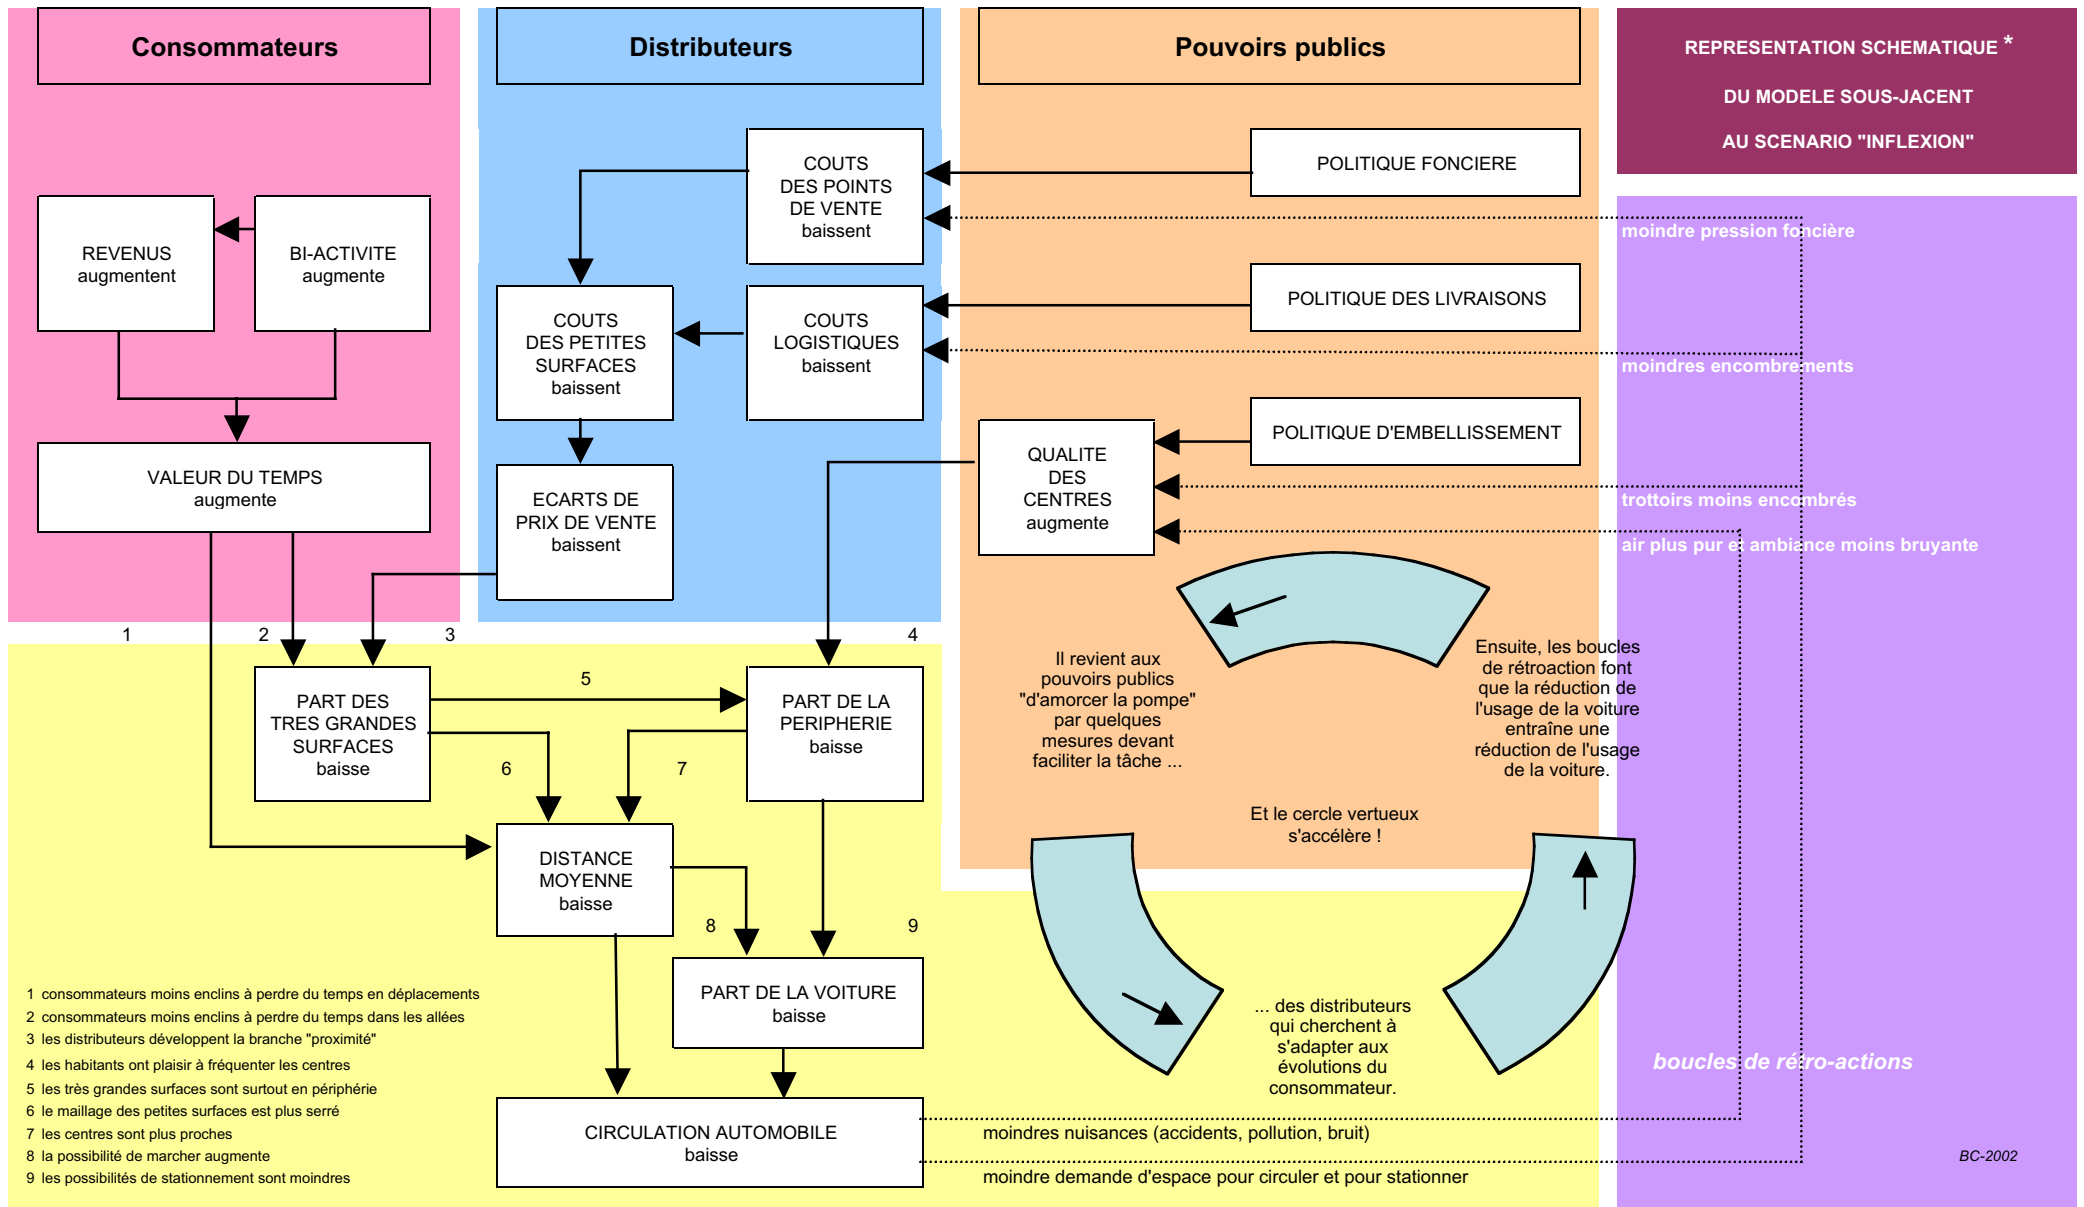 Consommateurs
Distributeurs
Pouvoirs publics
REPRESENTATION SCHEMATIQUE *
DU MODELE SOUS-JACENT
AU SCENARIO "INFLEXION"
REVENUS
augmentent
BI-ACTIVITE
augmente
VALEUR DU TEMPS
augmente
COUTS
DES POINTS
DE VENTE
baissent
COUTS
DES PETITES
SURFACES
baissent
COUTS
LOGISTIQUES
baissent
ECARTS DE
PRIX DE VENTE
baissent
POLITIQUE FONCIERE
POLITIQUE DES LIVRAISONS
POLITIQUE D'EMBELLISSEMENT
QUALITE
DES
CENTRES
augmente
moindre pression foncière
moindres encombrements
trottoirs moins encombrés
air plus pur et ambiance moins bruyante
1
2
3
4
PART DES
TRES GRANDES
SURFACES
baisse
5
PART DE LA
PERIPHERIE
baisse
6
7
DISTANCE
MOYENNE
baisse
8
9
PART DE LA VOITURE
baisse
CIRCULATION AUTOMOBILE
baisse
Il revient aux
pouvoirs publics
"d'amorcer la pompe"
par quelques
mesures devant
faciliter la tâche ...
Ensuite, les boucles
de rétroaction font
que la réduction de
l'usage de la voiture
entraîne une
réduction de l'usage
de la voiture.
Et le cercle vertueux
s'accélère !
... des distributeurs
qui cherchent à
s'adapter aux
évolutions du
consommateur.
1 consommateurs moins enclins à perdre du temps en déplacements
2 consommateurs moins enclins à perdre du temps dans les allées
3 les distributeurs développent la branche "proximité"
4 les habitants ont plaisir à fréquenter les centres
5 les très grandes surfaces sont surtout en périphérie
6 le maillage des petites surfaces est plus serré
7 les centres sont plus proches
8 la possibilité de marcher augmente
9 les possibilités de stationnement sont moindres
moindres nuisances (accidents, pollution, bruit)
moindre demande d'espace pour circuler et pour stationner
boucles de rétro-actions
BC-2002